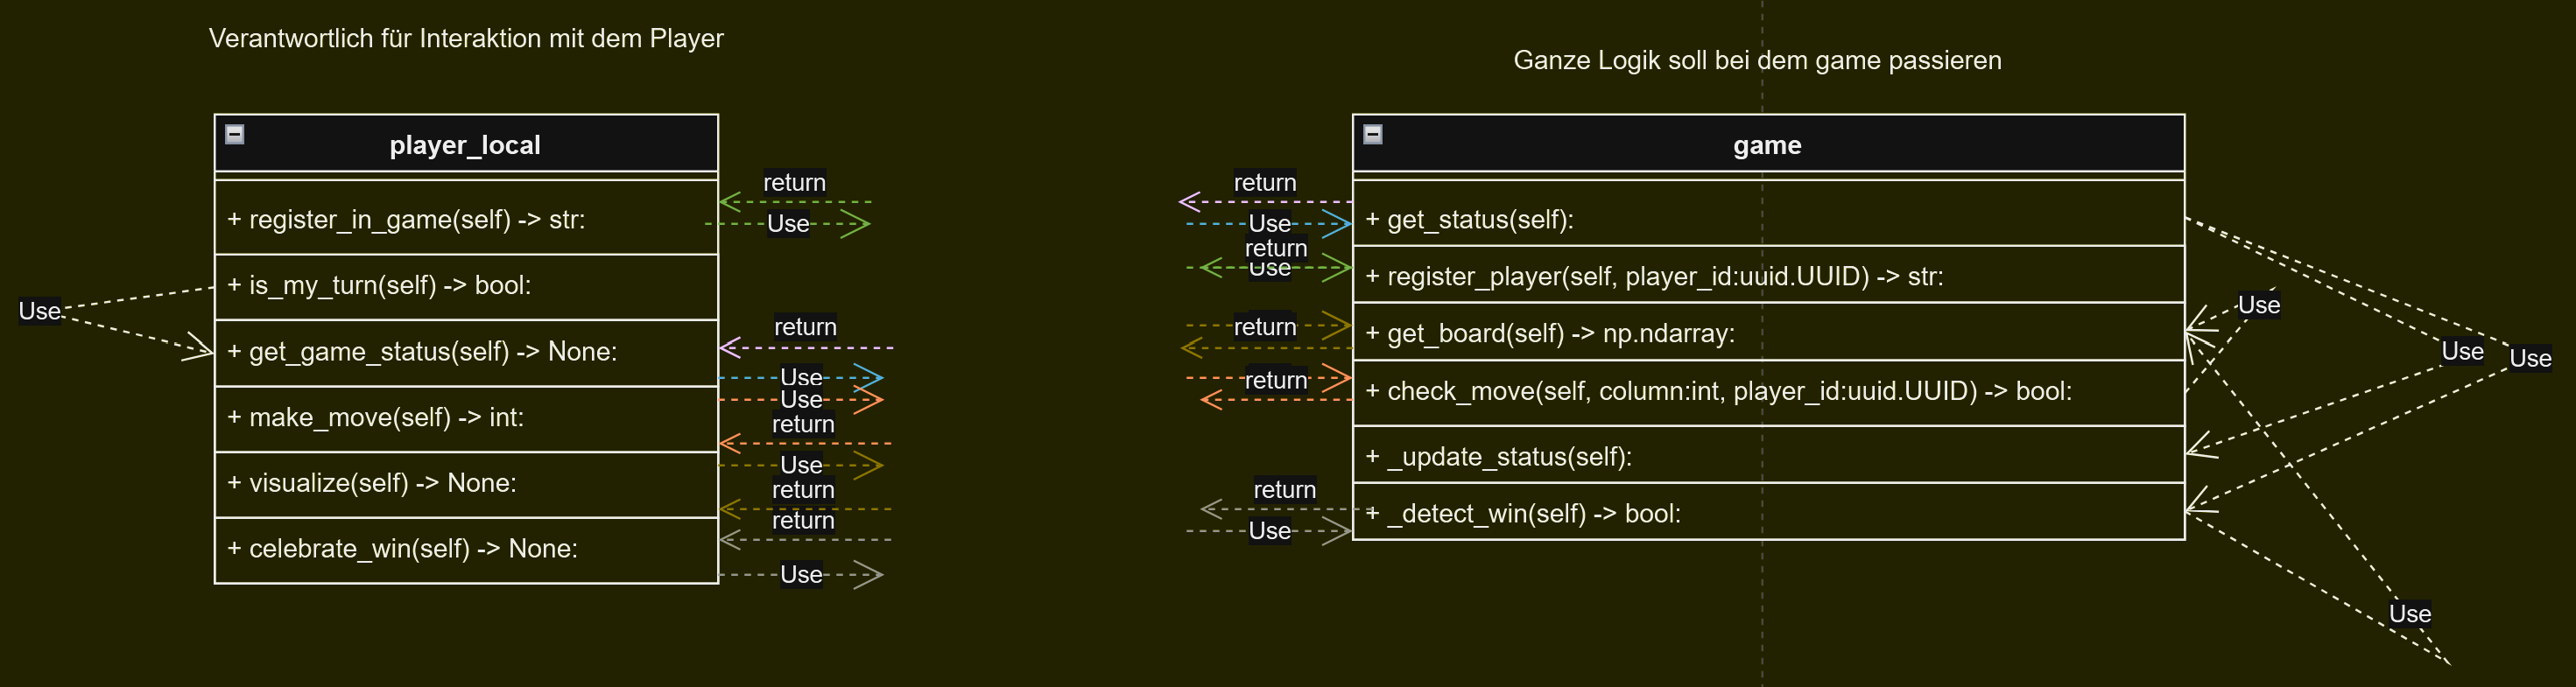 Verantwortlich für Interaktion mit dem Player
Ganze Logik soll bei dem game passieren
player_local
+ register_in_game(self) -> str:
+ is_my_turn(self) -> bool:
+ get_game_status(self) -> None:
+ make_move(self) -> int:
+ visualize(self) -> None:
+ celebrate_win(self) -> None:
Use
return
Use
return
Use
Use
return
Use
return
return
Use
return
Use
return
Use
return
return
return
Use
game
+ get_status(self):
+ register_player(self, player_id:uuid.UUID) -> str:
+ get_board(self) -> np.ndarray:
+ check_move(self, column:int, player_id:uuid.UUID) -> bool:
+ _update_status(self):
+ _detect_win(self) -> bool:
Use
Use
Use
Use